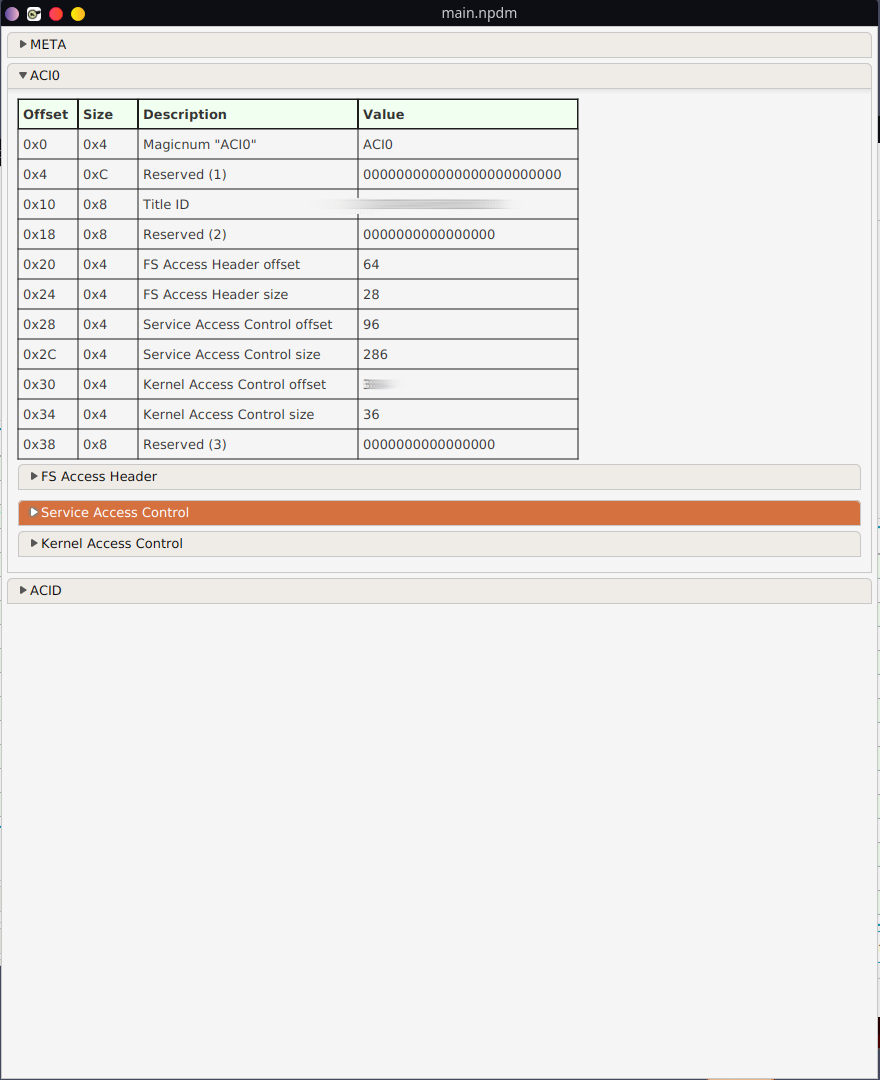 main.npdm
META
ACI0
Offset Size Description Value
0x0 0x4 Magicnum "ACI0" ACI0
0x4 0xC Reserved (1) 000000000000000000000000
0x10 0x8 Title ID
0x18 0x8 Reserved (2) 0000000000000000
0x20 0x4 FS Access Header offset 64
0x24 0x4 FS Access Header size 28
0x28 0x4 Service Access Control offset 96
0x2C 0x4 Service Access Control size 286
0x30 0x4 Kernel Access Control offset
0x34 0x4 Kernel Access Control size 36
0x38 0x8 Reserved (3) 0000000000000000
FS Access Header
Service Access Control
Kernel Access Control
ACID